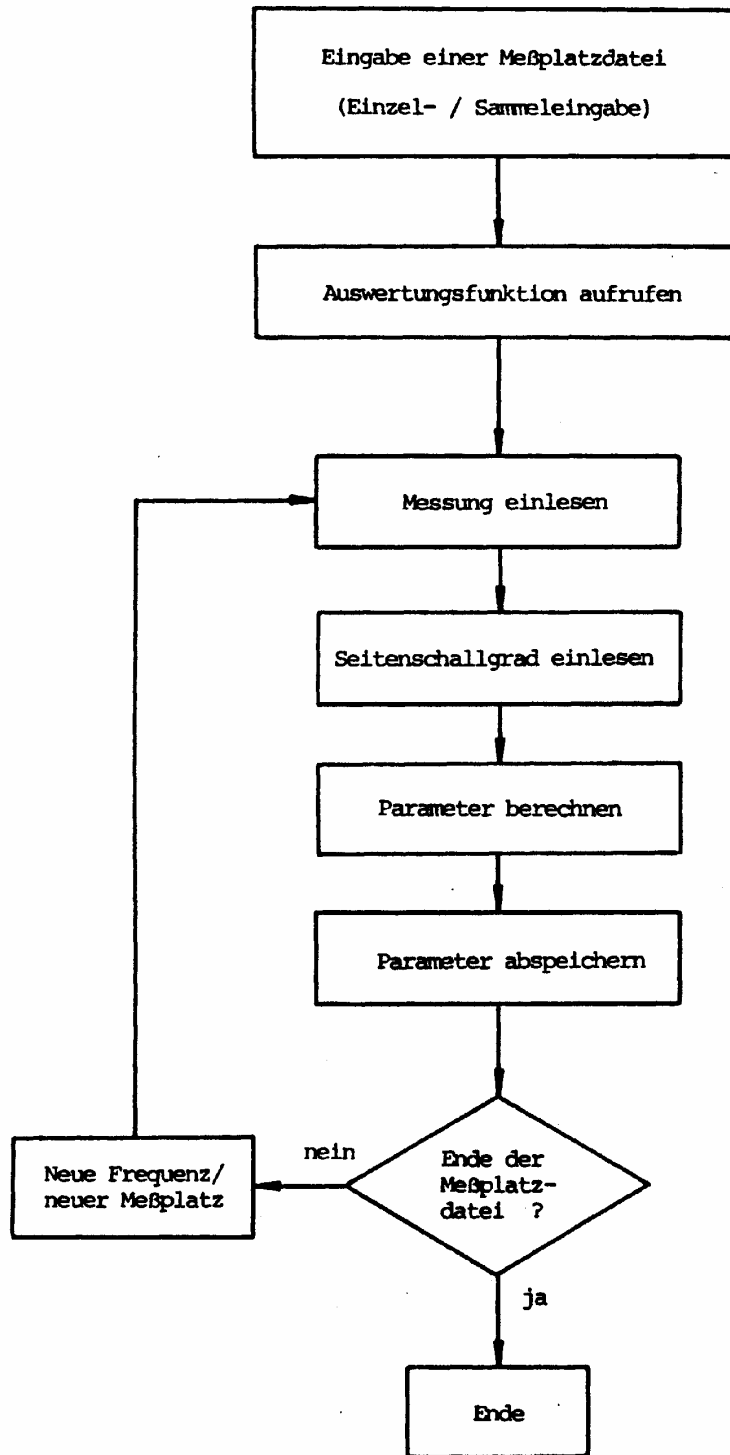 Eingabe einer Meßplatzdatei
(Einzel- / Sammeleingabe)
Auswertungsfunktion aufrufen
Messung einlesen
Seitenschallgrad einlesen
Parameter berechnen
Parameter abspeichern
nein
Ende der
Meßplatz-
datei ?
Neue Frequenz/
neuer Meßplatz
ja
Ende